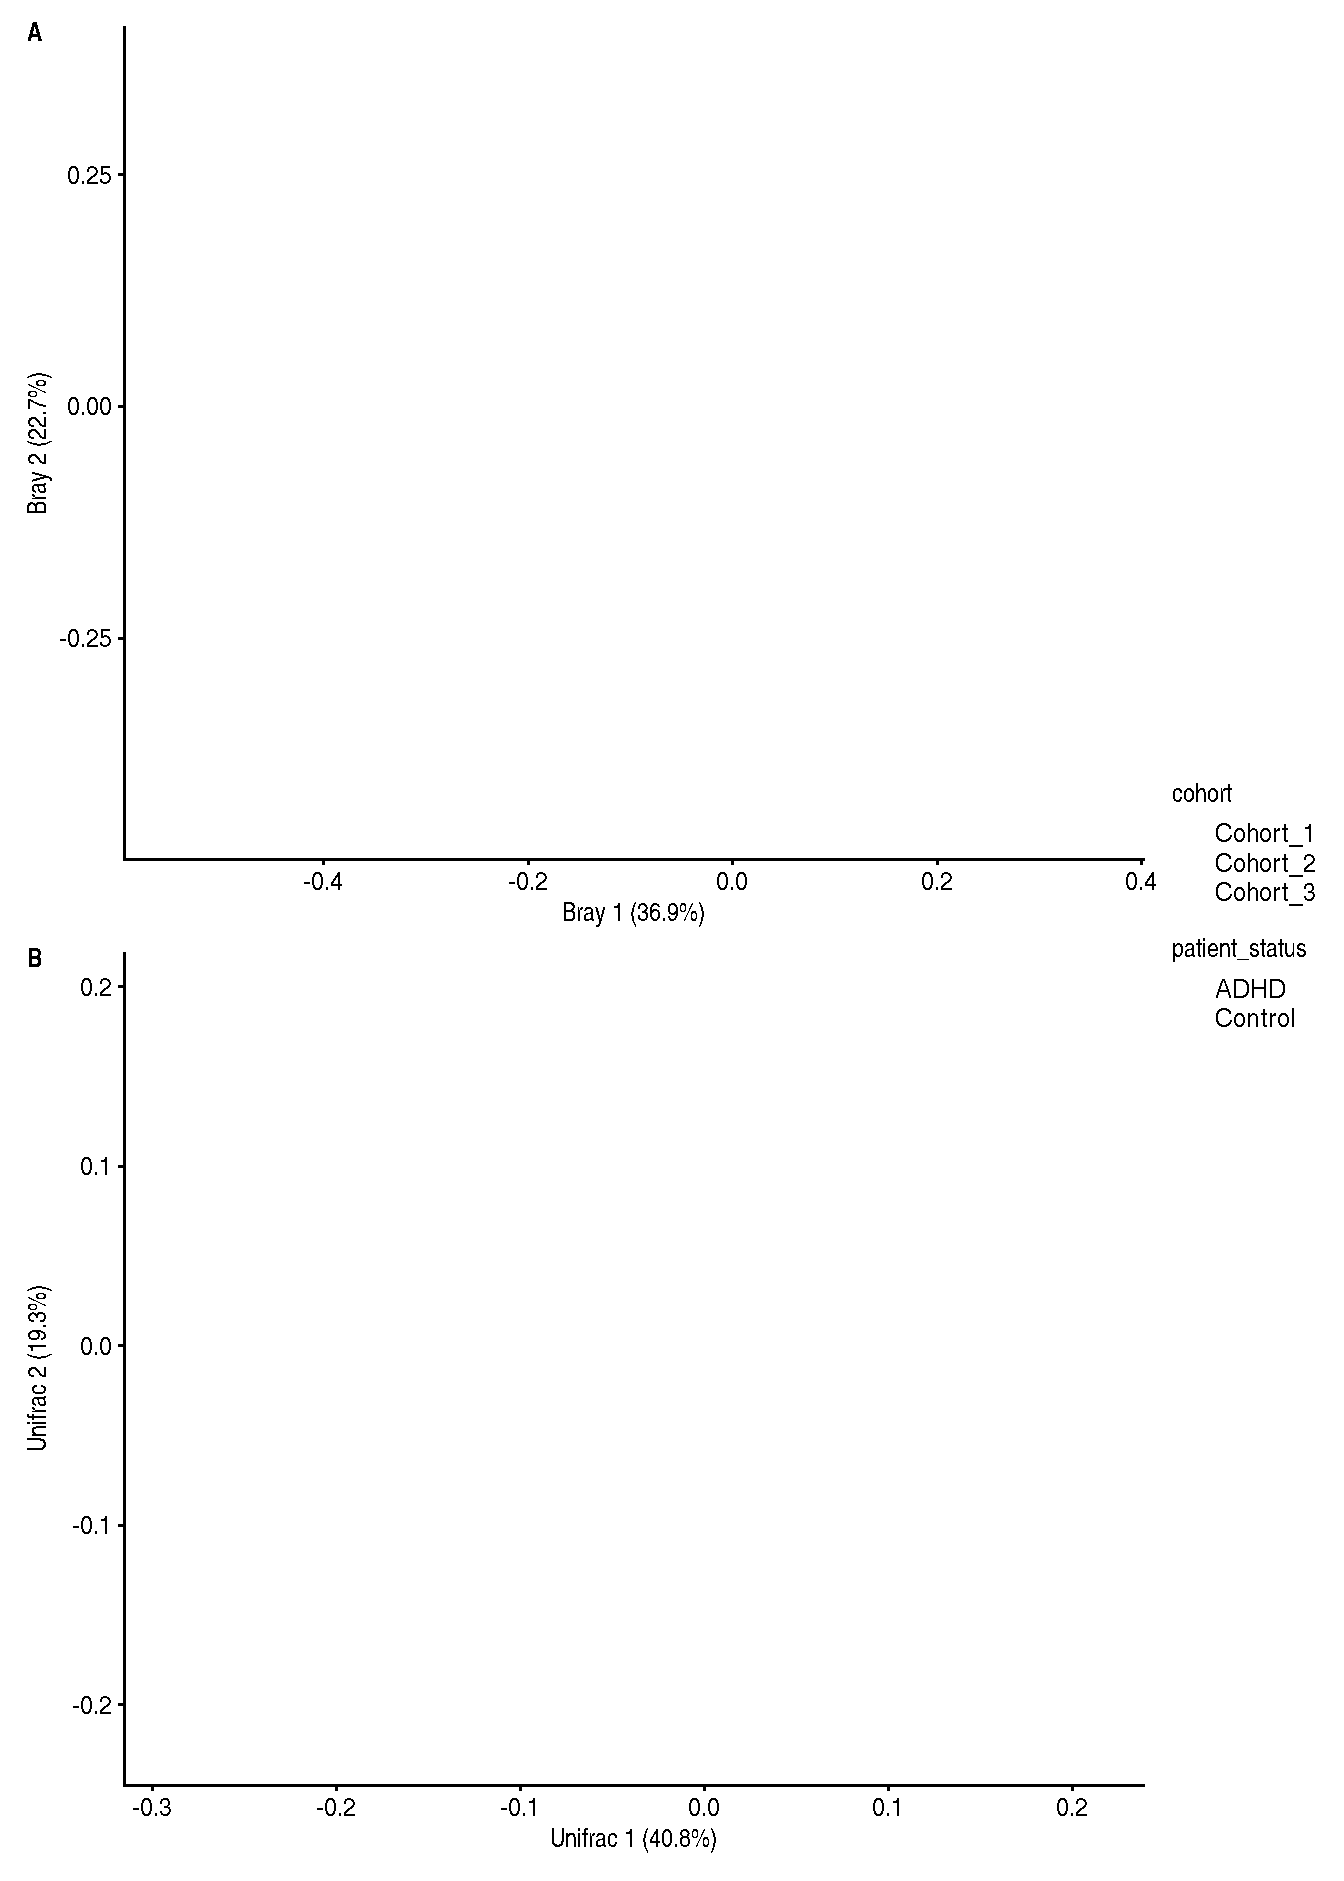 A
0.25
0.00
-0.25
Bray 2 (22.7%)
-0.4 -0.2 0.0 0.2 0.4
Bray 1 (36.9%)
cohort
Cohort_1
Cohort_2
Cohort_3
patient_status
ADHD
Control
B
0.2
0.1
0.0
-0.1
-0.2
Unifrac 2 (19.3%)
-0.3 -0.2 -0.1 0.0 0.1 0.2
Unifrac 1 (40.8%)